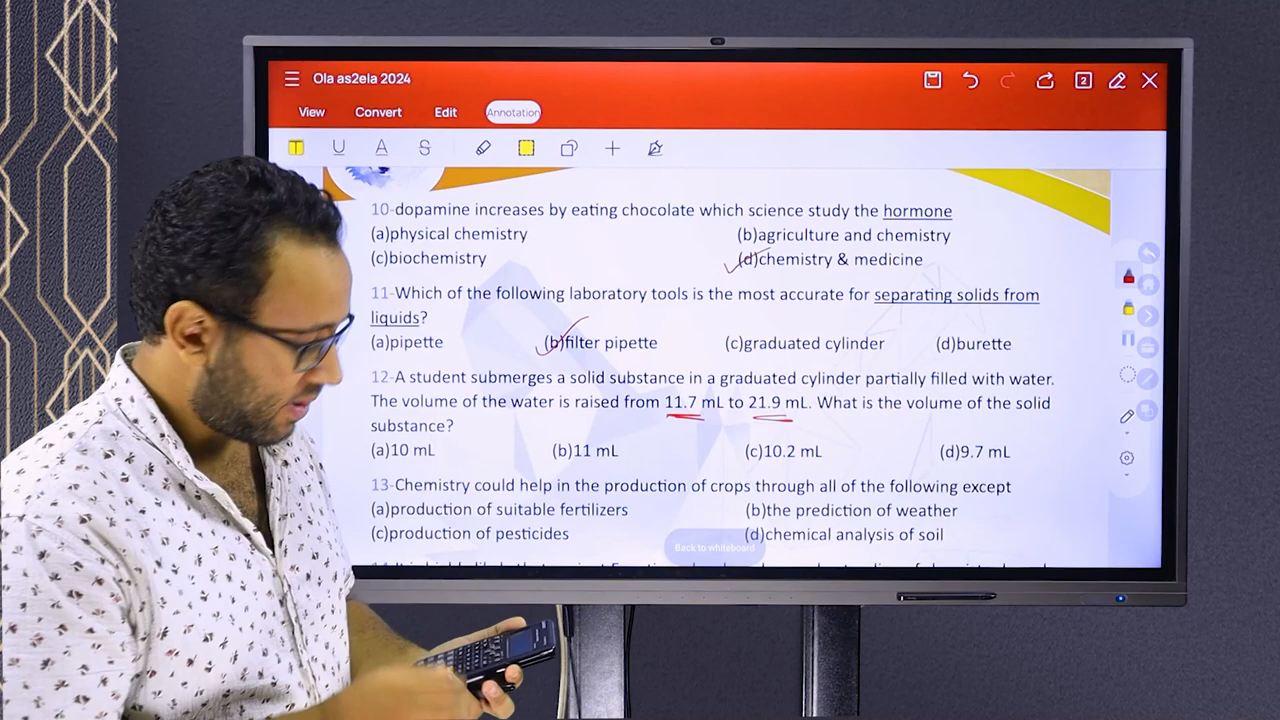 Ola as2ela 2024
View Convert Edit Annotation
T U A S
2
10-dopamine increases by eating chocolate which science study the hormone
(a)physical chemistry (b)agriculture and chemistry
(c)biochemistry (d)chemistry & medicine
11-Which of the following laboratory tools is the most accurate for separating solids from
liquids?
(a)pipette (b)filter pipette (c)graduated cylinder (d)burette
12-A student submerges a solid substance in a graduated cylinder partially filled with water.
The volume of the water is raised from 11.7 mL to 21.9 mL. What is the volume of the solid
substance?
(a)10 mL (b)11 mL (c)10.2 mL (d)9.7 mL
13-Chemistry could help in the production of crops through all of the following except
(a)production of suitable fertilizers (b)the prediction of weather
(c)production of pesticides (d)chemical analysis of soil
Back to whiteboard